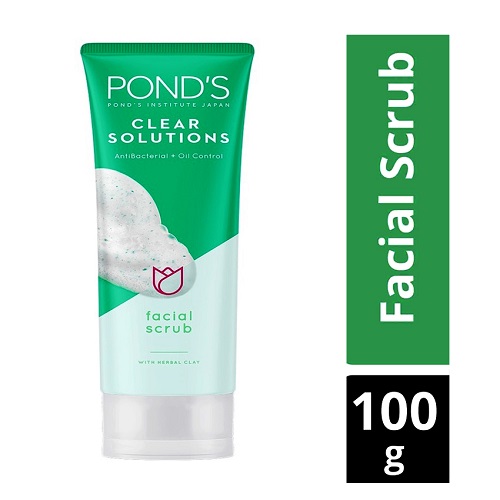 POND'S
POND'S INSTITUTE JAPAN
CLEAR
SOLUTIONS
AntiBacterial + Oil Control
facial
scrub
WITH HERBAL CLAY
Facial Scrub
100
g